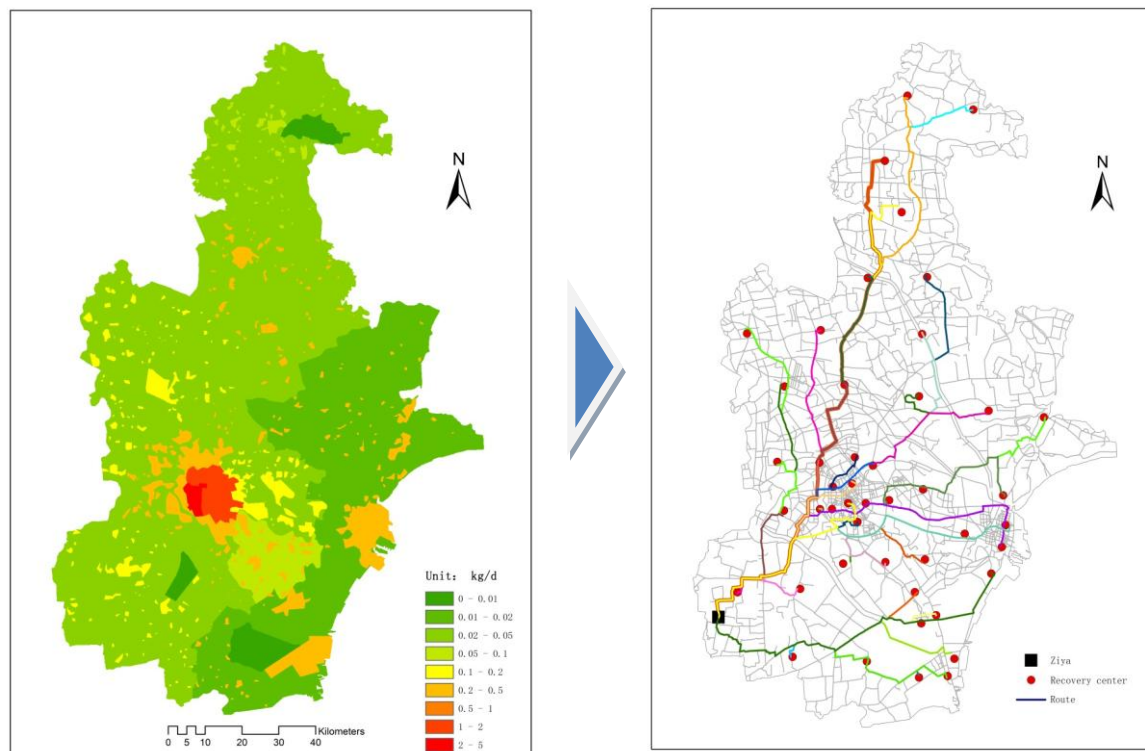 N
Unit: kg/d
0 - 0.01
0.01 - 0.02
0.02 - 0.05
0.05 - 0.1
0.1 - 0.2
0.2 - 0.5
0.5 - 1
1 - 2
2 - 5
Kilometers
0 5 10 20 30 40
N
Ziya
Recovery center
Route